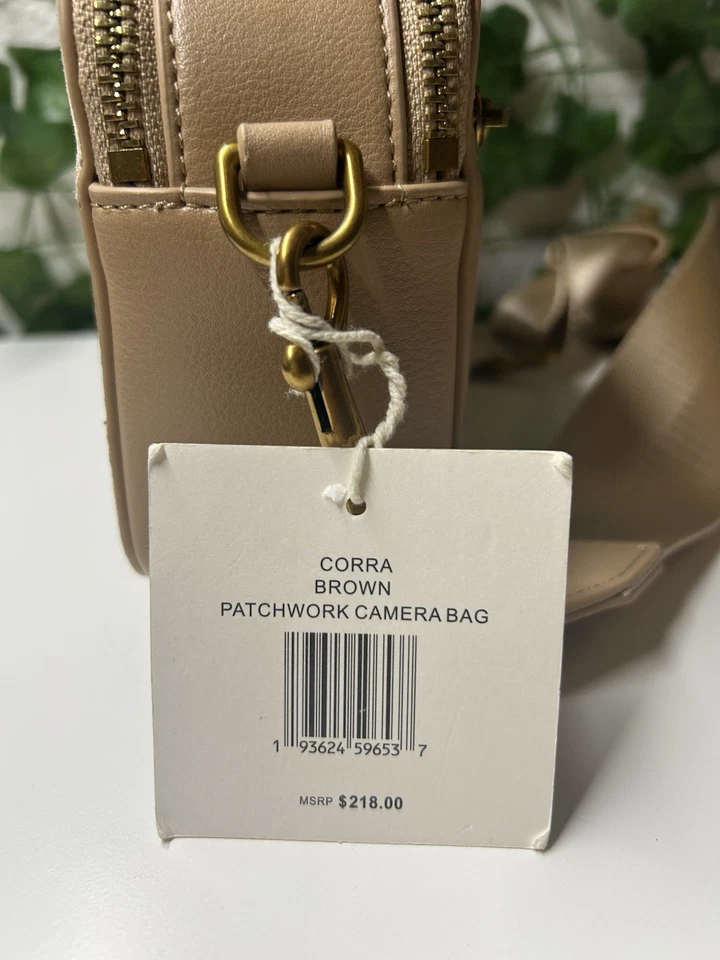 CORRA
BROWN
PATCHWORK CAMERA BAG
1 93624 59653 7
MSRP $218.00